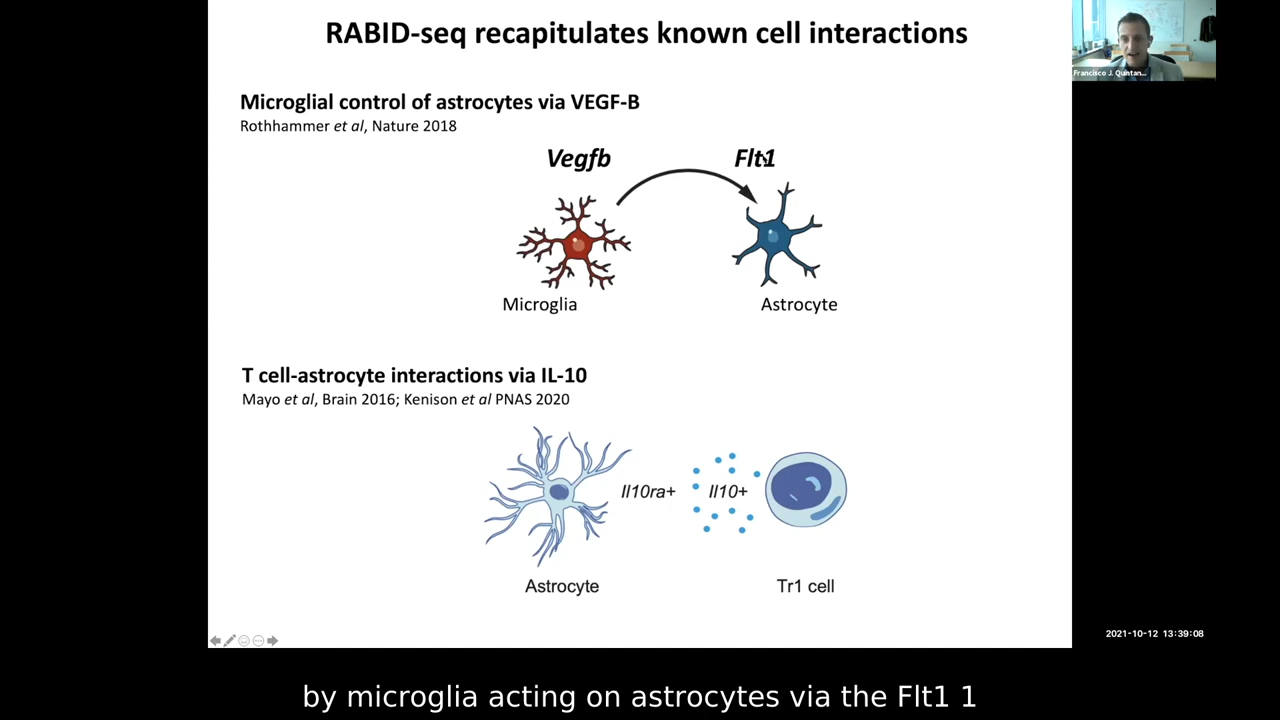 RABID-seq recapitulates known cell interactions
Francisco J. Quintan...
Microglial control of astrocytes via VEGF-B
Rothhammer et al, Nature 2018
Vegfb
Flt1
Microglia
Astrocyte
T cell-astrocyte interactions via IL-10
Mayo et al, Brain 2016; Kenison et al PNAS 2020
Il10ra+
Il10+
Astrocyte
Tr1 cell
2021-10-12 13:39:08
by microglia acting on astrocytes via the Flt1 1